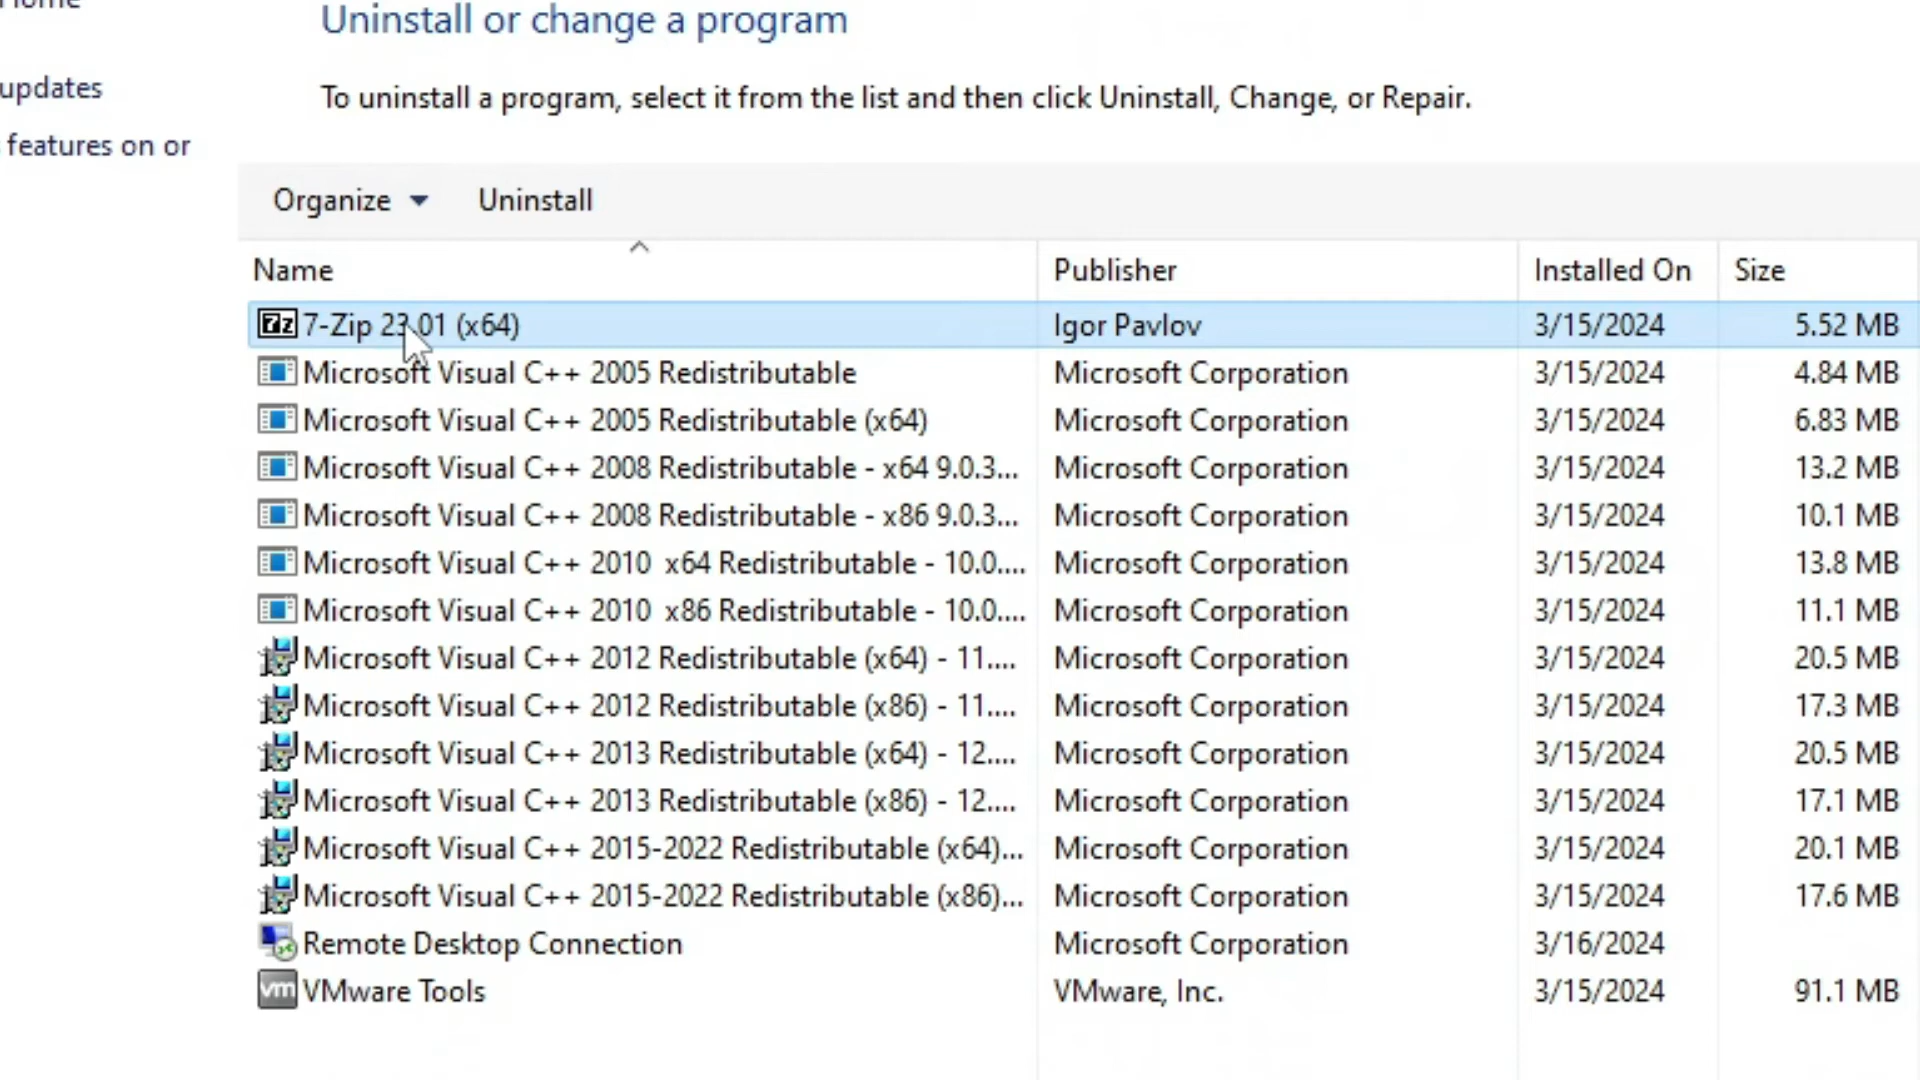 Home
Uninstall or change a program
updates
To uninstall a program, select it from the list and then click Uninstall, Change, or Repair.
features on or
Organize Uninstall
Name Publisher Installed On Size
7-Zip 23.01 (x64) Igor Pavlov 3/15/2024 5.52 MB
Microsoft Visual C++ 2005 Redistributable Microsoft Corporation 3/15/2024 4.84 MB
Microsoft Visual C++ 2005 Redistributable (x64) Microsoft Corporation 3/15/2024 6.83 MB
Microsoft Visual C++ 2008 Redistributable - x64 9.0.3... Microsoft Corporation 3/15/2024 13.2 MB
Microsoft Visual C++ 2008 Redistributable - x86 9.0.3... Microsoft Corporation 3/15/2024 10.1 MB
Microsoft Visual C++ 2010  x64 Redistributable - 10.0.... Microsoft Corporation 3/15/2024 13.8 MB
Microsoft Visual C++ 2010  x86 Redistributable - 10.0.... Microsoft Corporation 3/15/2024 11.1 MB
Microsoft Visual C++ 2012 Redistributable (x64) - 11.... Microsoft Corporation 3/15/2024 20.5 MB
Microsoft Visual C++ 2012 Redistributable (x86) - 11.... Microsoft Corporation 3/15/2024 17.3 MB
Microsoft Visual C++ 2013 Redistributable (x64) - 12.... Microsoft Corporation 3/15/2024 20.5 MB
Microsoft Visual C++ 2013 Redistributable (x86) - 12.... Microsoft Corporation 3/15/2024 17.1 MB
Microsoft Visual C++ 2015-2022 Redistributable (x64)... Microsoft Corporation 3/15/2024 20.1 MB
Microsoft Visual C++ 2015-2022 Redistributable (x86)... Microsoft Corporation 3/15/2024 17.6 MB
Remote Desktop Connection Microsoft Corporation 3/16/2024
vm VMware Tools VMware, Inc. 3/15/2024 91.1 MB